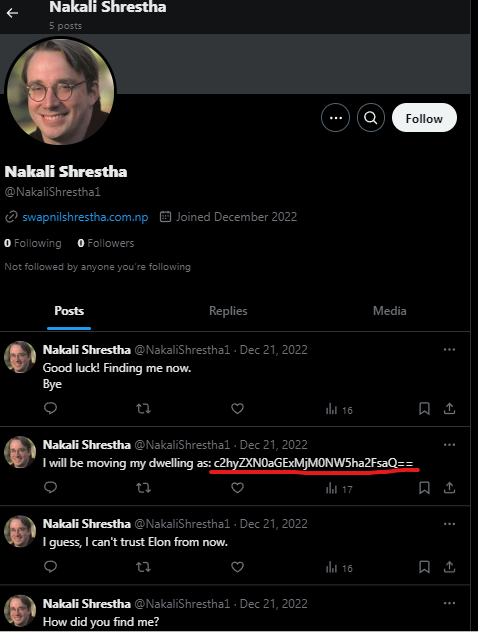 Nakali Shrestha
5 posts
Follow
Nakali Shrestha
@NakaliShrestha1
swapnilshrestha.com.np Joined December 2022
0 Following 0 Followers
Not followed by anyone you're following
Posts Replies Media
Nakali Shrestha @NakaliShrestha1 · Dec 21, 2022
Good luck! Finding me now.
Bye
16
Nakali Shrestha @NakaliShrestha1 · Dec 21, 2022
I will be moving my dwelling as: c2hyZXN0aGExMjM0NW5ha2FsaQ==
17
Nakali Shrestha @NakaliShrestha1 · Dec 21, 2022
I guess, I can't trust Elon from now.
16
Nakali Shrestha @NakaliShrestha1 · Dec 21, 2022
How did you find me?